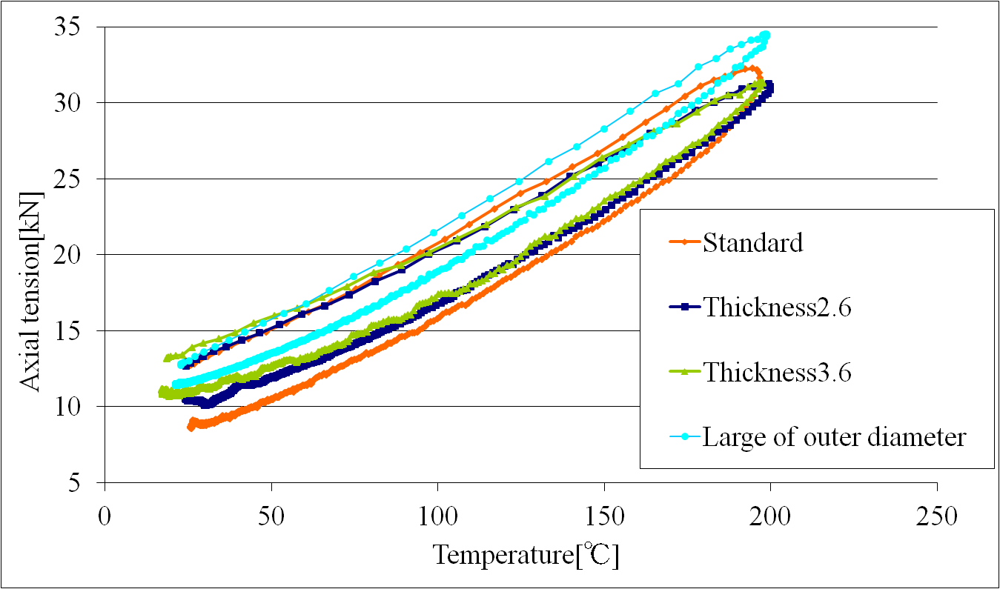 35
30
25
20
15
10
5
0
50
100
150
200
250
Axial tension[kN]
Temperature[℃]
Standard
Thickness2.6
Thickness3.6
Large of outer diameter